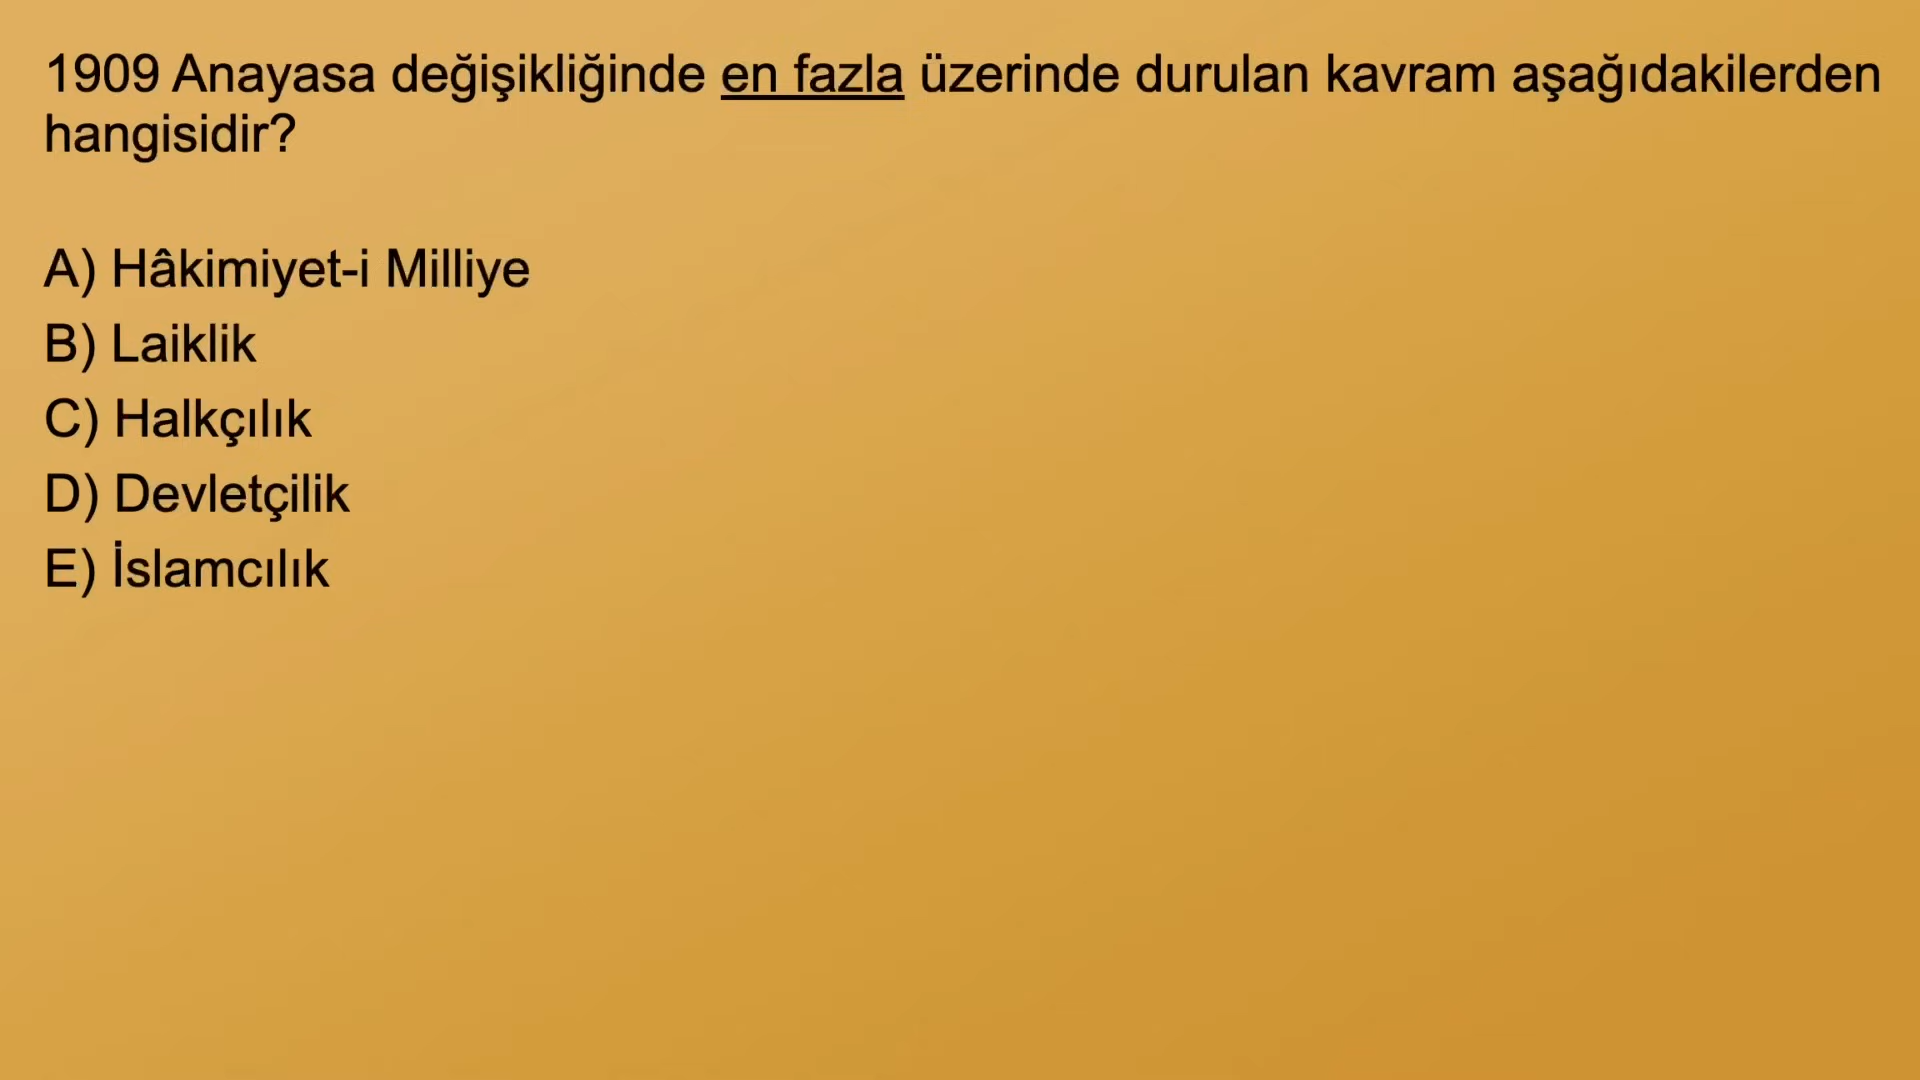 1909 Anayasa değişikliğinde en fazla üzerinde durulan kavram aşağıdakilerden
hangisidir?
A) Hâkimiyet-i Milliye
B) Laiklik
C) Halkçılık
D) Devletçilik
E) İslamcılık